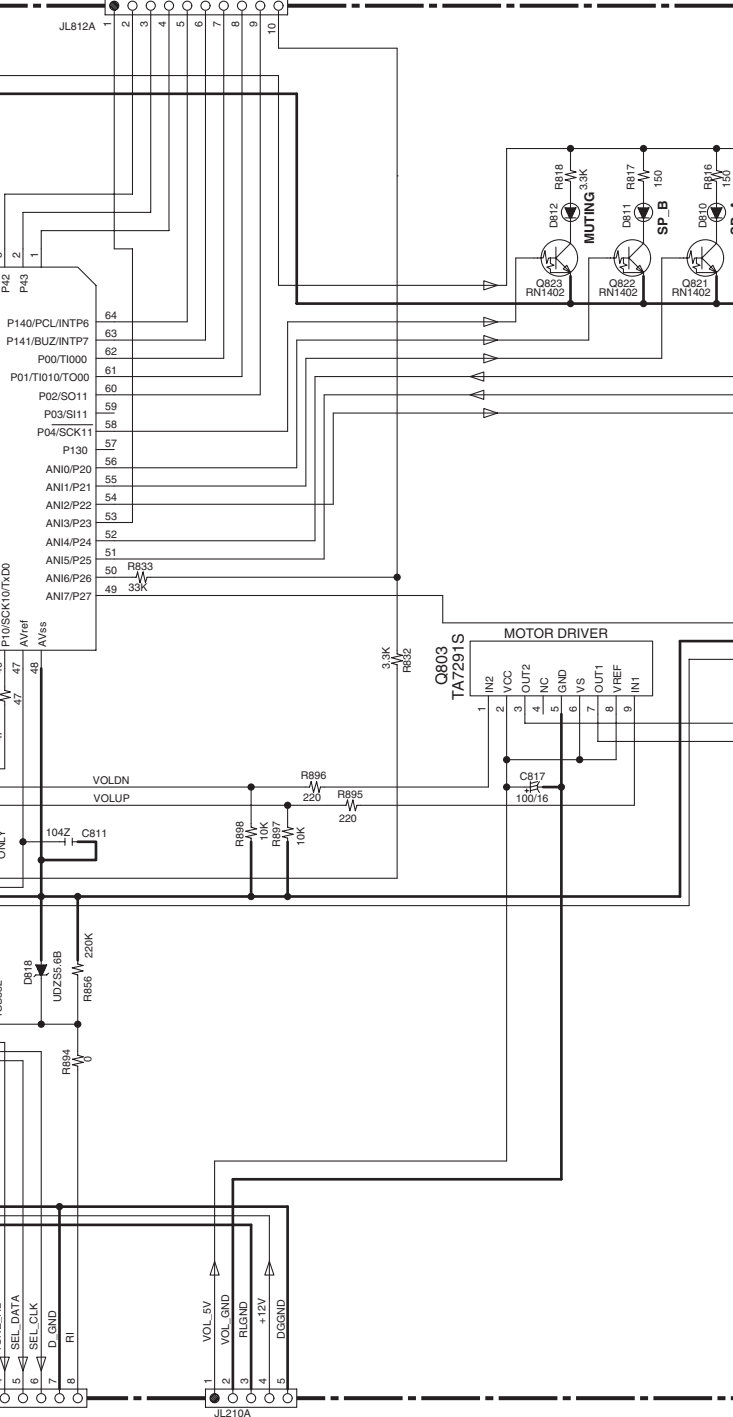 JL812A
1 2 3 4 5 6 7 8 9 10
R818 3.3K
R817 150
R816 150
D812 MUTING
D811 SP_B
D810
Q823 RN1402
Q822 RN1402
Q821 RN1402
P42
P43
2
1
P140/PCL/INTP6 64
P141/BUZ/INTP7 63
P00/TI000 62
P01/TI010/TO00 61
P02/SO11 60
P03/SI11 59
P04/SCK11 58
P130 57
ANI0/P20 56
ANI1/P21 55
ANI2/P22 54
ANI3/P23 53
ANI4/P24 52
ANI5/P25 51
ANI6/P26 50
ANI7/P27 49
R833
33K
P10/SCK10/TxD0
AVref
AVss
47
48
47
3.3K
R832
Q803
TA7291S
MOTOR DRIVER
IN2 VCC OUT2 NC GND VS OUT1 VREF IN1
1 2 3 4 5 6 7 8 9
VOLDN
VOLUP
R896
220
R895
220
C817
100/16
R898 10K
R897 10K
ONLY
104Z C811
D818
UDZS5.6B
220K
R856
R894
0
SEL_DATA
SEL_CLK
D_GND
RI
5 6 7 8
VOL_5V
VOL_GND
RLGND
+12V
DGGND
1 2 3 4 5
JL210A